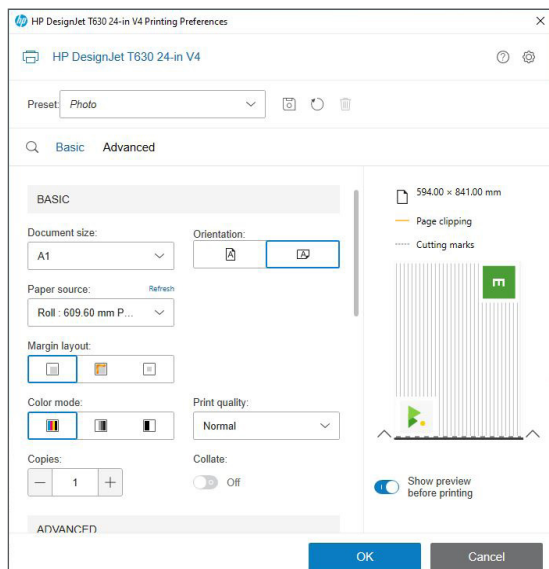 HP DesignJet T630 24-in V4 Printing Preferences
HP DesignJet T630 24-in V4
Preset: Photo
Basic Advanced
BASIC
Document size:
Orientation:
A1
Paper source:
Refresh
Roll : 609.60 mm P...
Margin layout:
Color mode:
Print quality:
Normal
Copies:
Collate:
1
Off
ADVANCED
594.00 × 841.00 mm
Page clipping
Cutting marks
E
Show preview
before printing
OK
Cancel